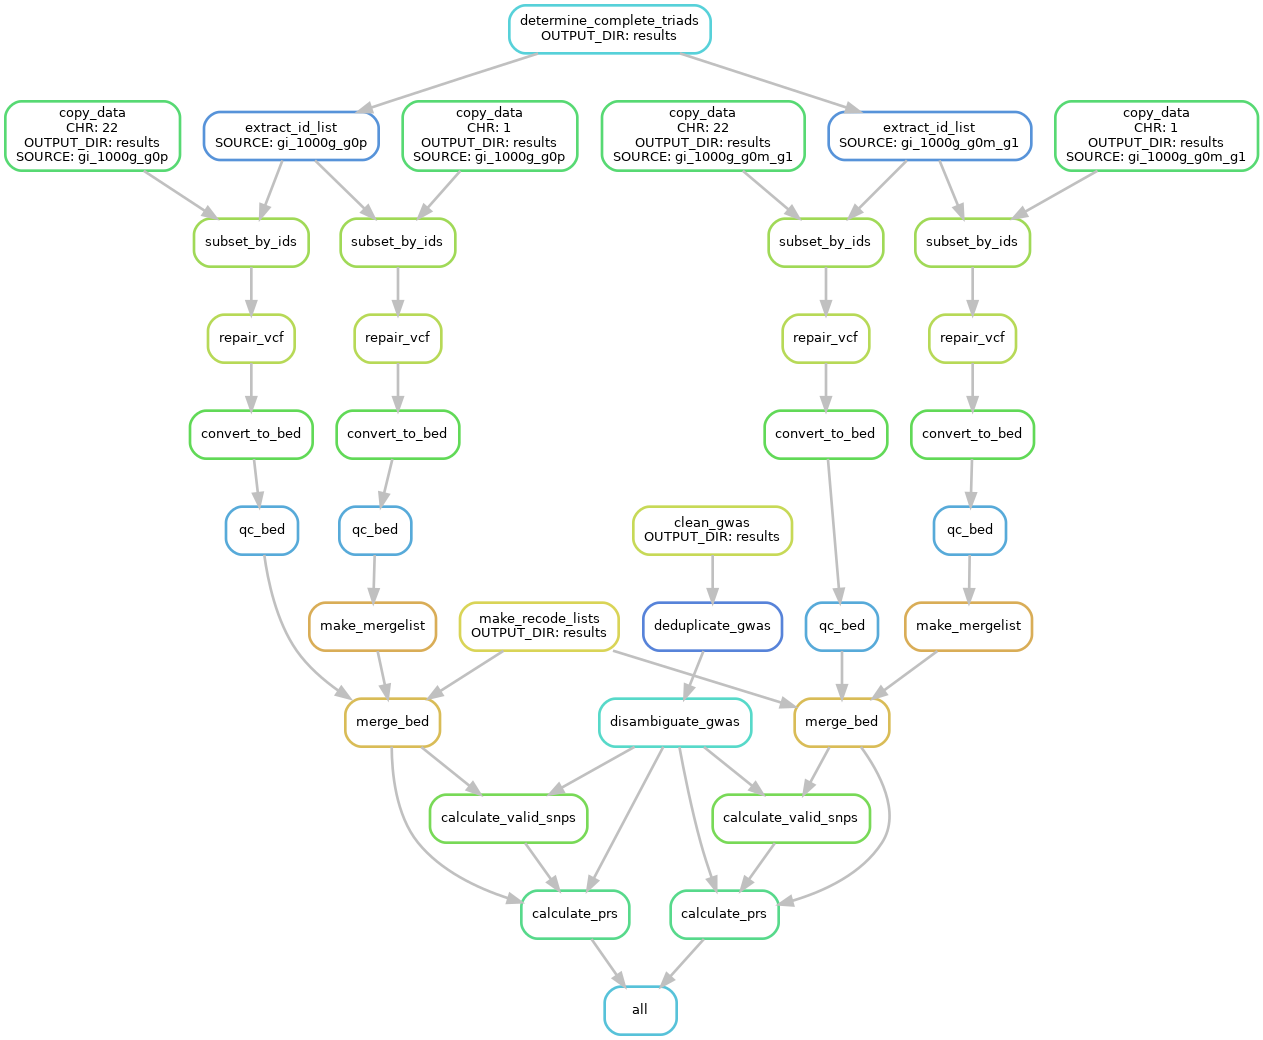 determine_complete_triads
OUTPUT_DIR: results
copy_data
CHR: 22
OUTPUT_DIR: results
SOURCE: gi_1000g_g0p
extract_id_list
SOURCE: gi_1000g_g0p
copy_data
CHR: 1
OUTPUT_DIR: results
SOURCE: gi_1000g_g0p
copy_data
CHR: 22
OUTPUT_DIR: results
SOURCE: gi_1000g_g0m_g1
extract_id_list
SOURCE: gi_1000g_g0m_g1
copy_data
CHR: 1
OUTPUT_DIR: results
SOURCE: gi_1000g_g0m_g1
subset_by_ids
subset_by_ids
subset_by_ids
subset_by_ids
repair_vcf
repair_vcf
repair_vcf
repair_vcf
convert_to_bed
convert_to_bed
convert_to_bed
convert_to_bed
qc_bed
qc_bed
clean_gwas
OUTPUT_DIR: results
qc_bed
make_mergelist
make_recode_lists
OUTPUT_DIR: results
deduplicate_gwas
qc_bed
make_mergelist
merge_bed
disambiguate_gwas
merge_bed
calculate_valid_snps
calculate_valid_snps
calculate_prs
calculate_prs
all